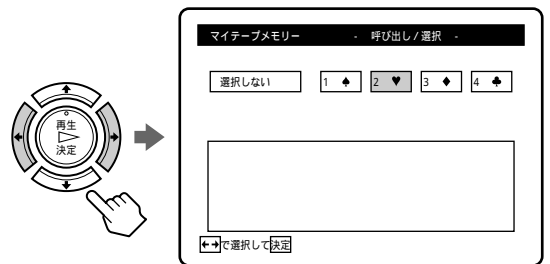 マイテープメモリー - 呼び出し / 選択 -
選択しない 1 ♠ 2 ♥ 3 ♦ 4 ♣
再生
決定
←→で選択して決定